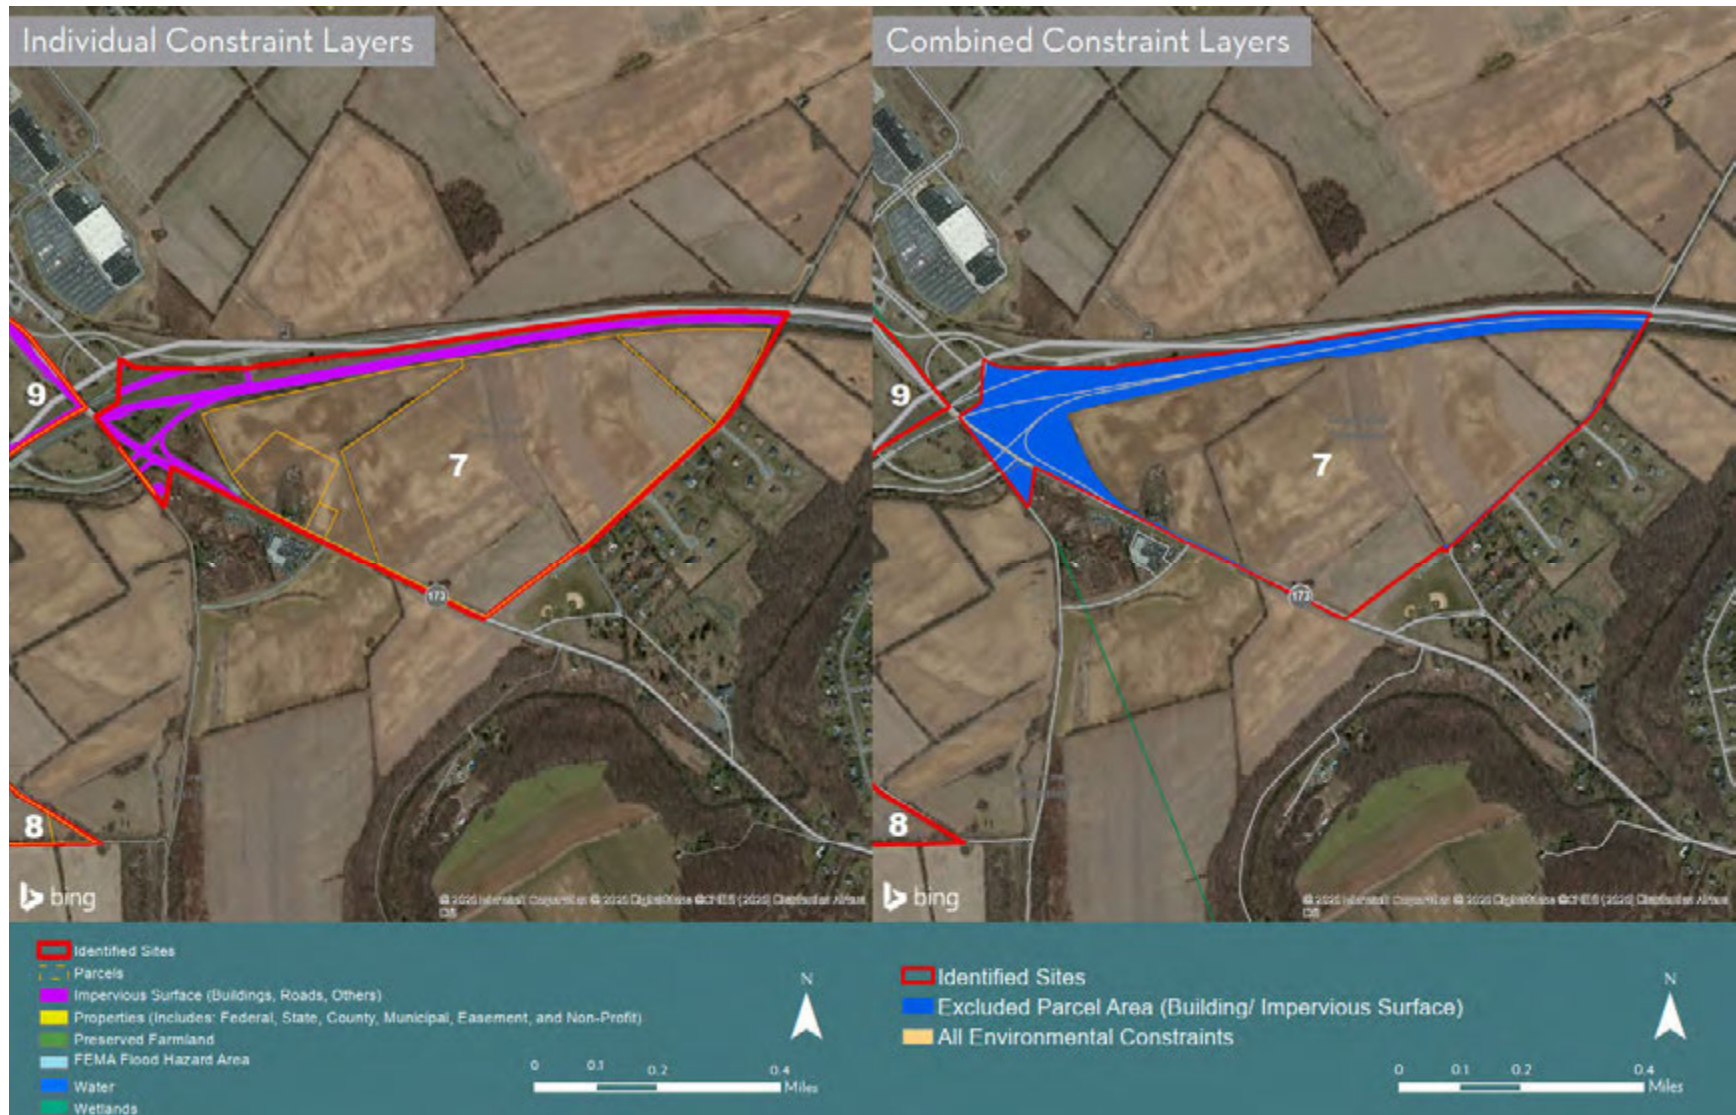 Individual Constraint Layers
Combined Constraint Layers
9
7
173
8
bing
9
7
173
8
bing
Identified Sites
Parcels
Impervious Surface (Buildings, Roads, Others)
Properties (Includes: Federal, State, County, Municipal, Easement, and Non-Profit)
Preserved Farmland
FEMA Flood Hazard Area
Water
Wetlands
N
0 0.1 0.2 0.4
Miles
Identified Sites
Excluded Parcel Area (Building/ Impervious Surface)
All Environmental Constraints
N
0 0.1 0.2 0.4
Miles